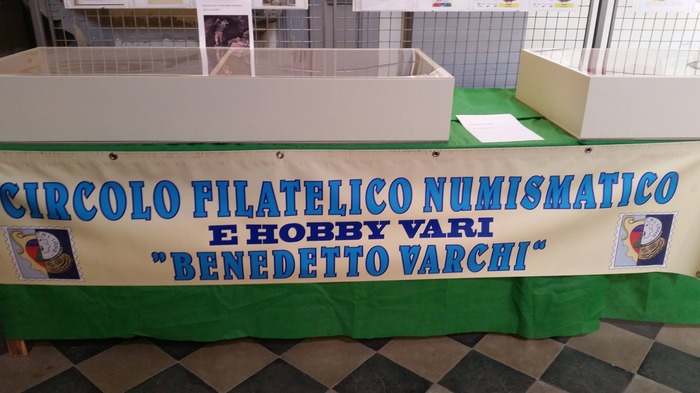 CIRCOLO FILATELICO NUMISMATICO
E HOBBY VARI
"BENEDETTO VARCHI"